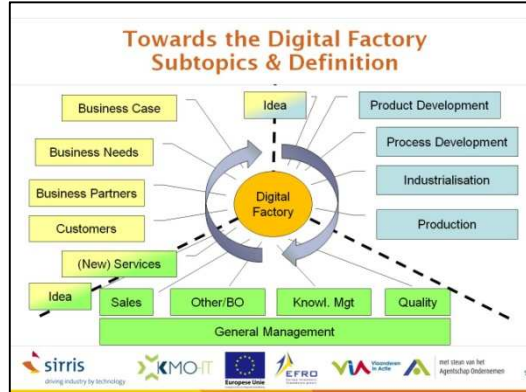 Towards the Digital Factory
Subtopics & Definition
Business Case
Idea
Product Development
Business Needs
Process Development
Business Partners
Digital
Factory
Industrialisation
Customers
Production
(New) Services
Idea
Sales
Other/BO
Knowl. Mgt
Quality
General Management
sirris
driving industry by technology
KMO-IT
Europese Unie
EFRO
ViA
Vlaanderen
in Actie
met steun van het
Agentschap Ondernemen